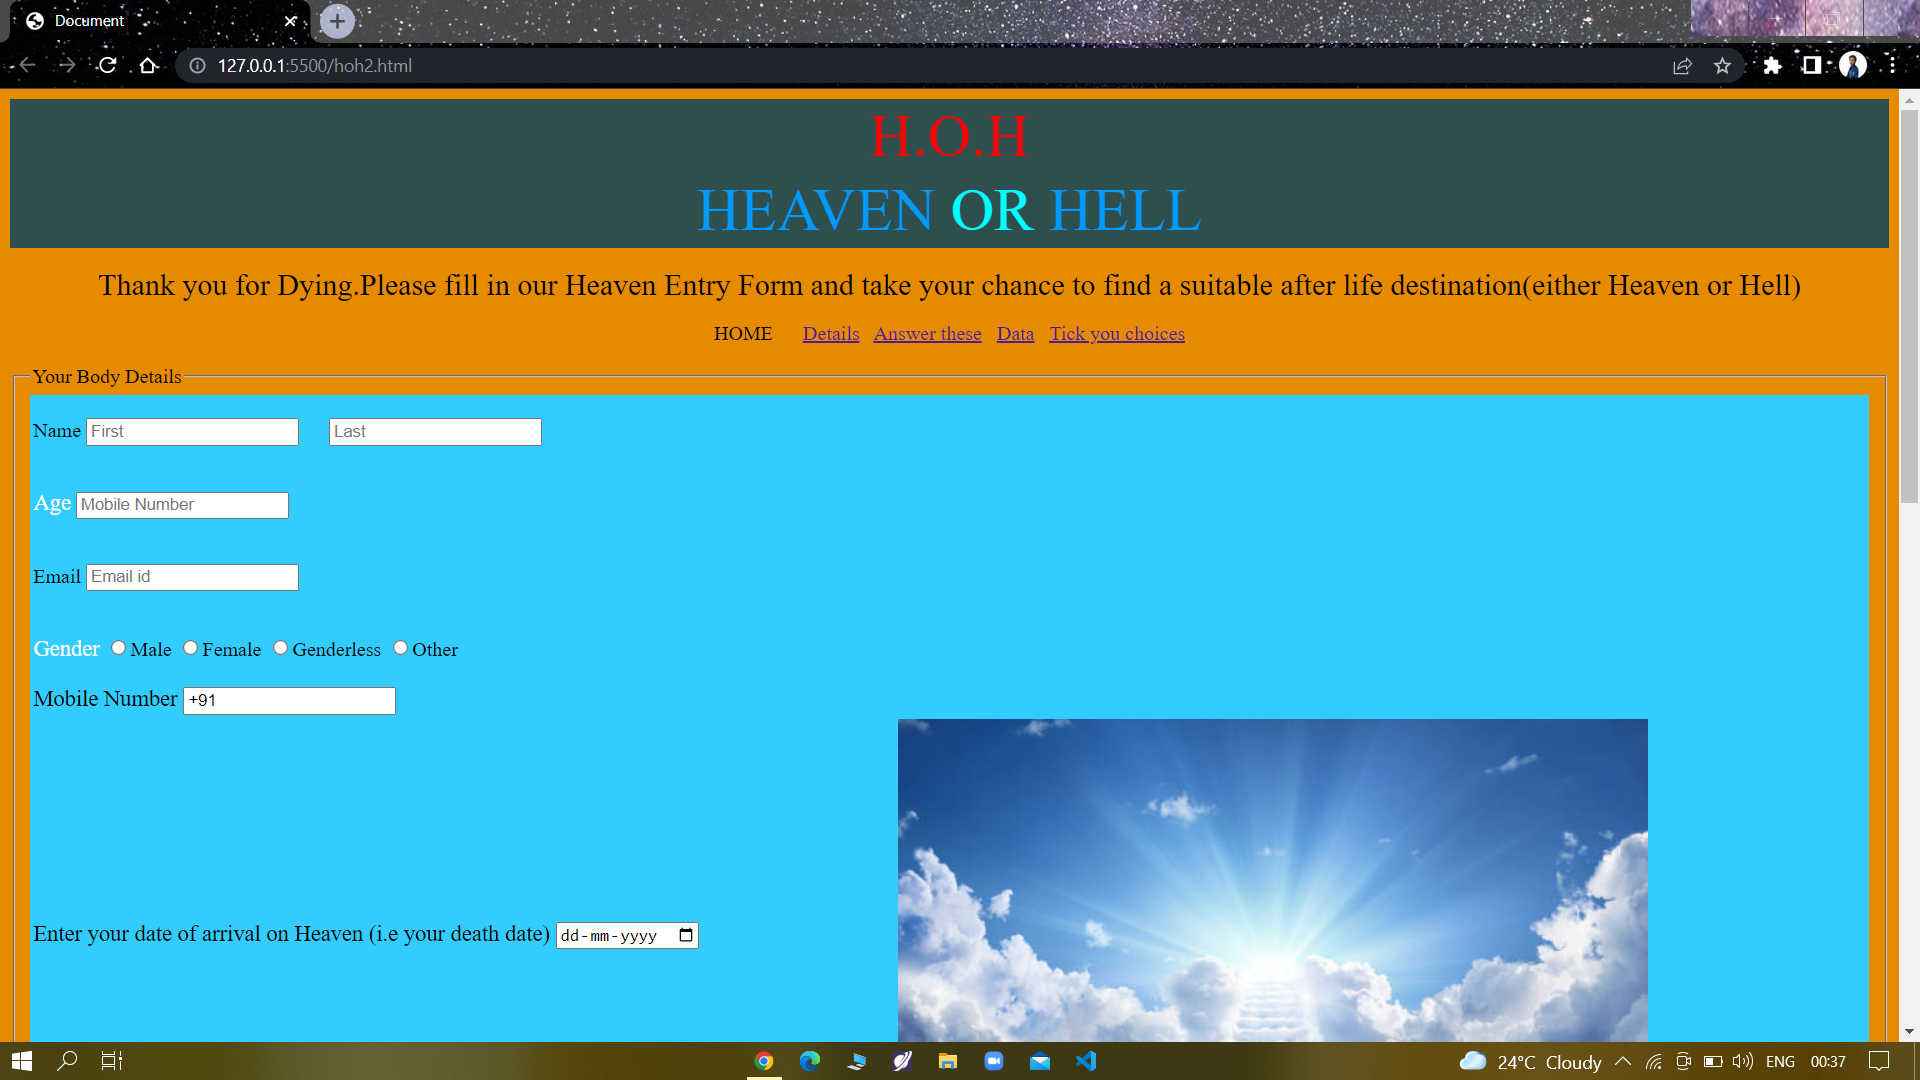 Document
127.0.0.1:5500/hoh2.html
H.O.H
HEAVEN OR HELL
Thank you for Dying.Please fill in our Heaven Entry Form and take your chance to find a suitable after life destination(either Heaven or Hell)
HOME Details Answer these Data Tick you choices
Your Body Details
Name First Last
Age Mobile Number
Email Email id
Gender Male Female Genderless Other
Mobile Number +91
Enter your date of arrival on Heaven (i.e your death date) dd-mm-yyyy
24°C Cloudy ENG 00:37